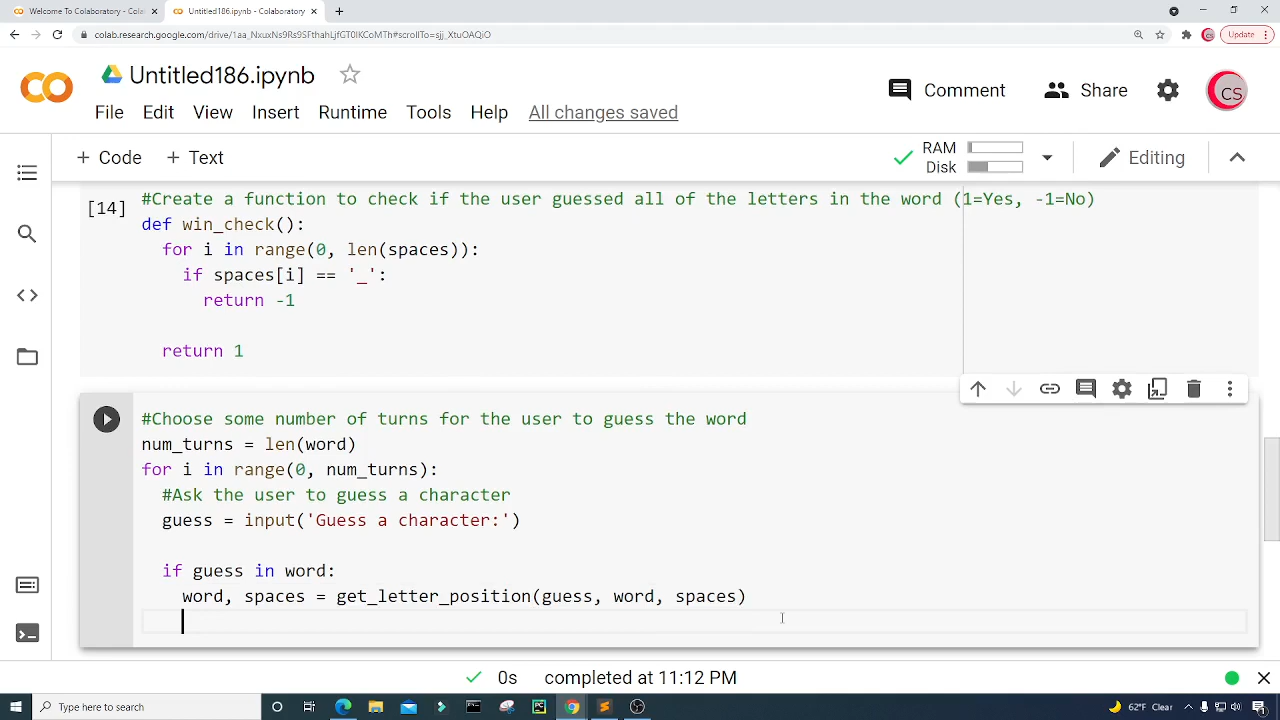 Welcome To Colaboratory - Colab
Untitled186.ipynb - Colaboratory
colab.research.google.com/drive/1aa_NxuxNs9Rs9SFthahLjfGT0IKCoMTh#scrollTo=sjj_XtuOAQiO
Update
Untitled186.ipynb
Comment
Share
CS
File Edit View Insert Runtime Tools Help All changes saved
+ Code + Text
RAM
Disk
Editing
[14]
#Create a function to check if the user guessed all of the letters in the word (1=Yes, -1=No)
def win_check():
for i in range(0, len(spaces)):
if spaces[i] == '_':
return -1
return 1
#Choose some number of turns for the user to guess the word
num_turns = len(word)
for i in range(0, num_turns):
#Ask the user to guess a character
guess = input('Guess a character:')
if guess in word:
word, spaces = get_letter_position(guess, word, spaces)
0s completed at 11:12 PM
Type here to search
62°F Clear